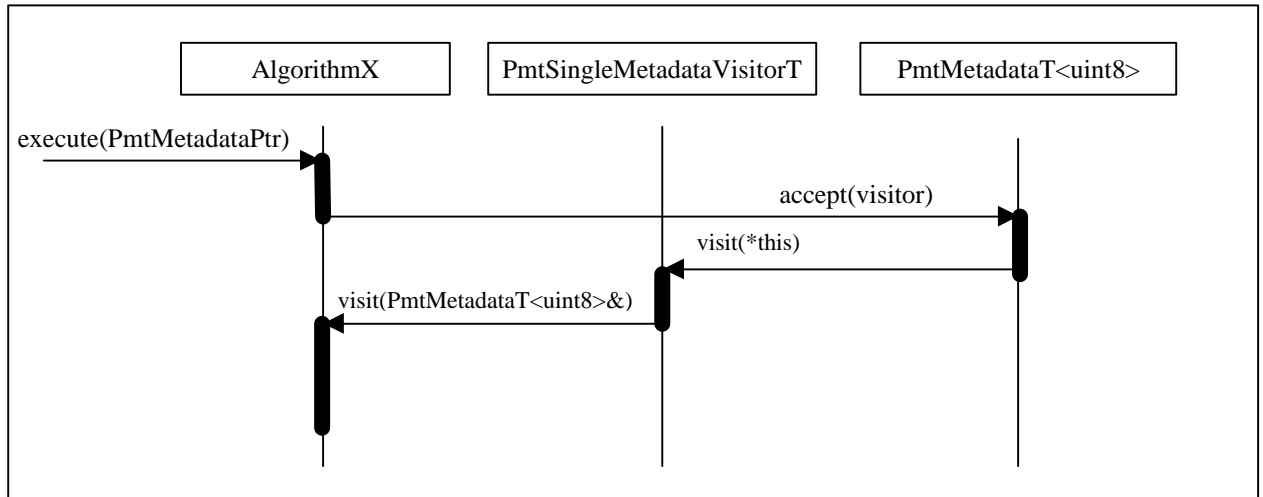 AlgorithmX
PmtSingleMetadataVisitorT
PmtMetadataT<uint8>
execute(PmtMetadataPtr)
accept(visitor)
visit(*this)
visit(PmtMetadataT<uint8>&)